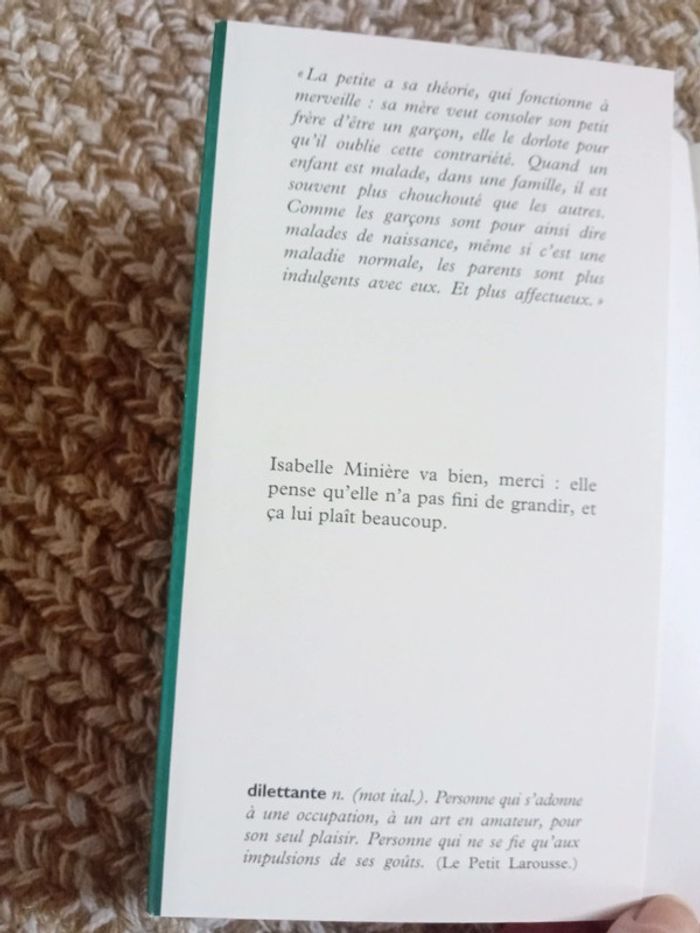 « La petite a sa théorie, qui fonctionne à
merveille : sa mère veut consoler son petit
frère d'être un garçon, elle le dorlote pour
qu'il oublie cette contrariété. Quand un
enfant est malade, dans une famille, il est
souvent plus chouchouté que les autres.
Comme les garçons sont pour ainsi dire
malades de naissance, même si c'est une
maladie normale, les parents sont plus
indulgents avec eux. Et plus affectueux. »
Isabelle Minière va bien, merci : elle
pense qu'elle n'a pas fini de grandir, et
ça lui plaît beaucoup.
dilettante n. (mot ital.). Personne qui s'adonne
à une occupation, à un art en amateur, pour
son seul plaisir. Personne qui ne se fie qu'aux
impulsions de ses goûts. (Le Petit Larousse.)